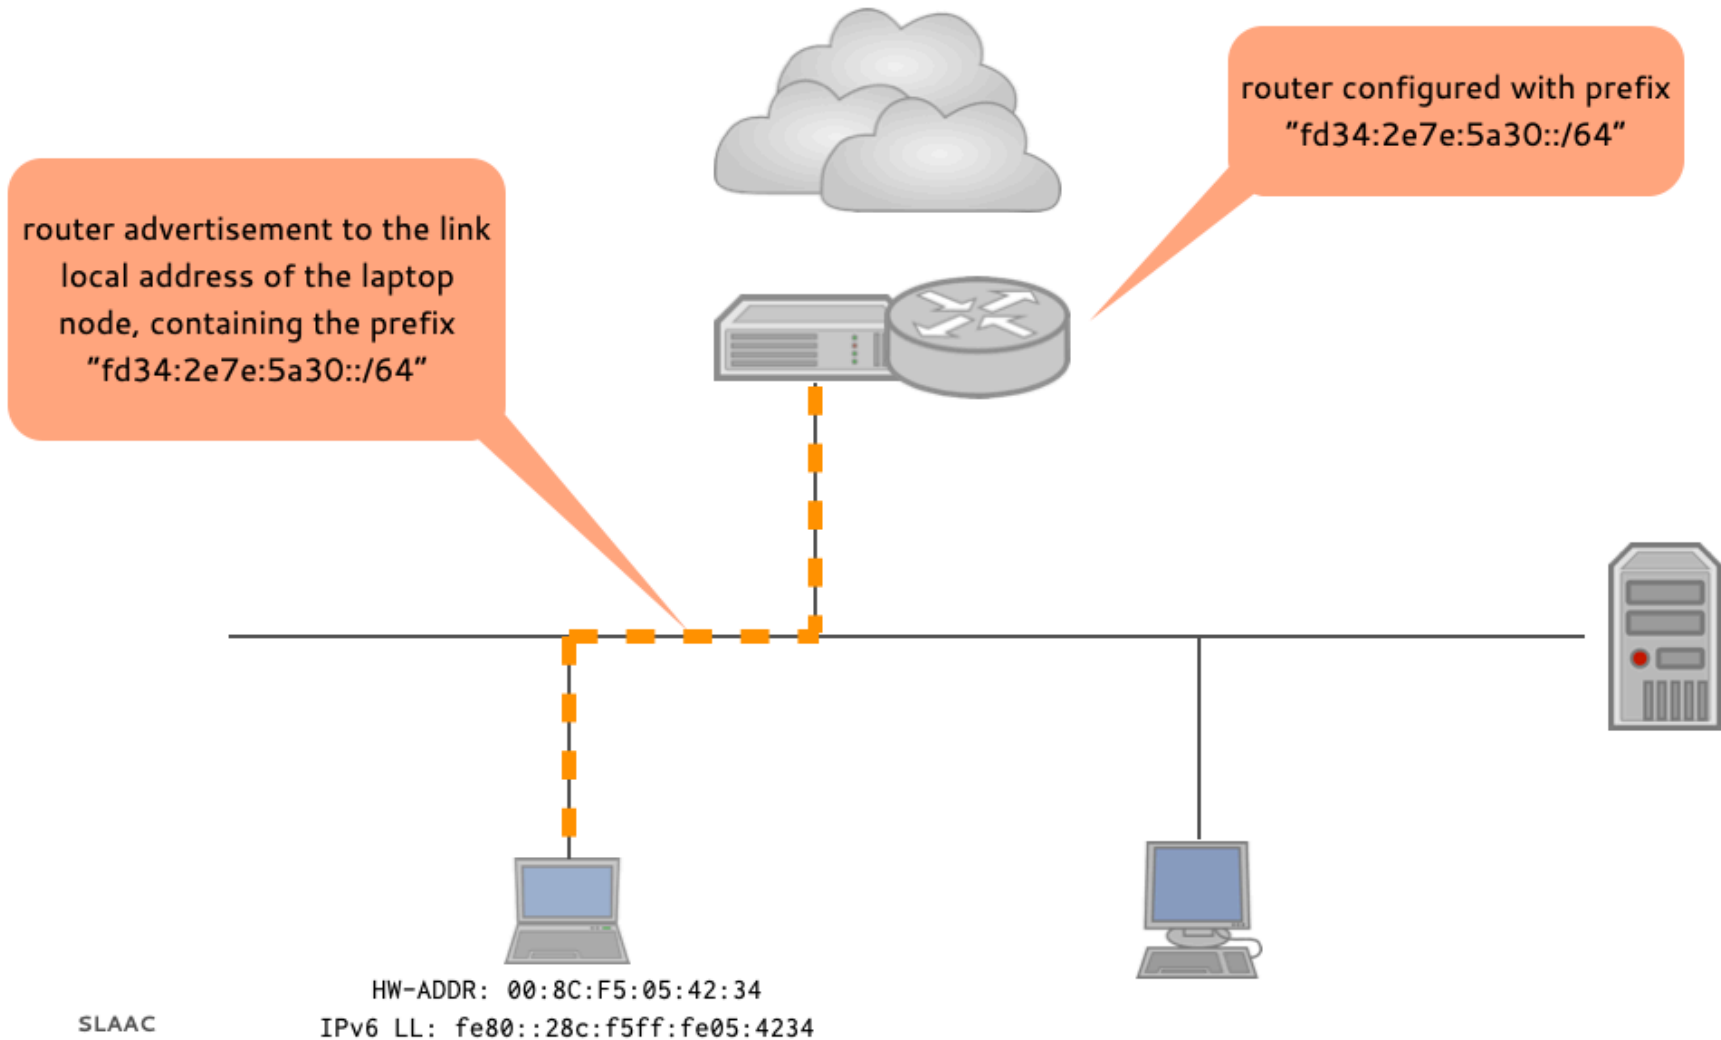 router configured with prefix
"fd34:2e7e:5a30::/64"
router advertisement to the link
local address of the laptop
node, containing the prefix
"fd34:2e7e:5a30::/64"
HW-ADDR: 00:8C:F5:05:42:34
IPv6 LL: fe80::28c:f5ff:fe05:4234
SLAAC